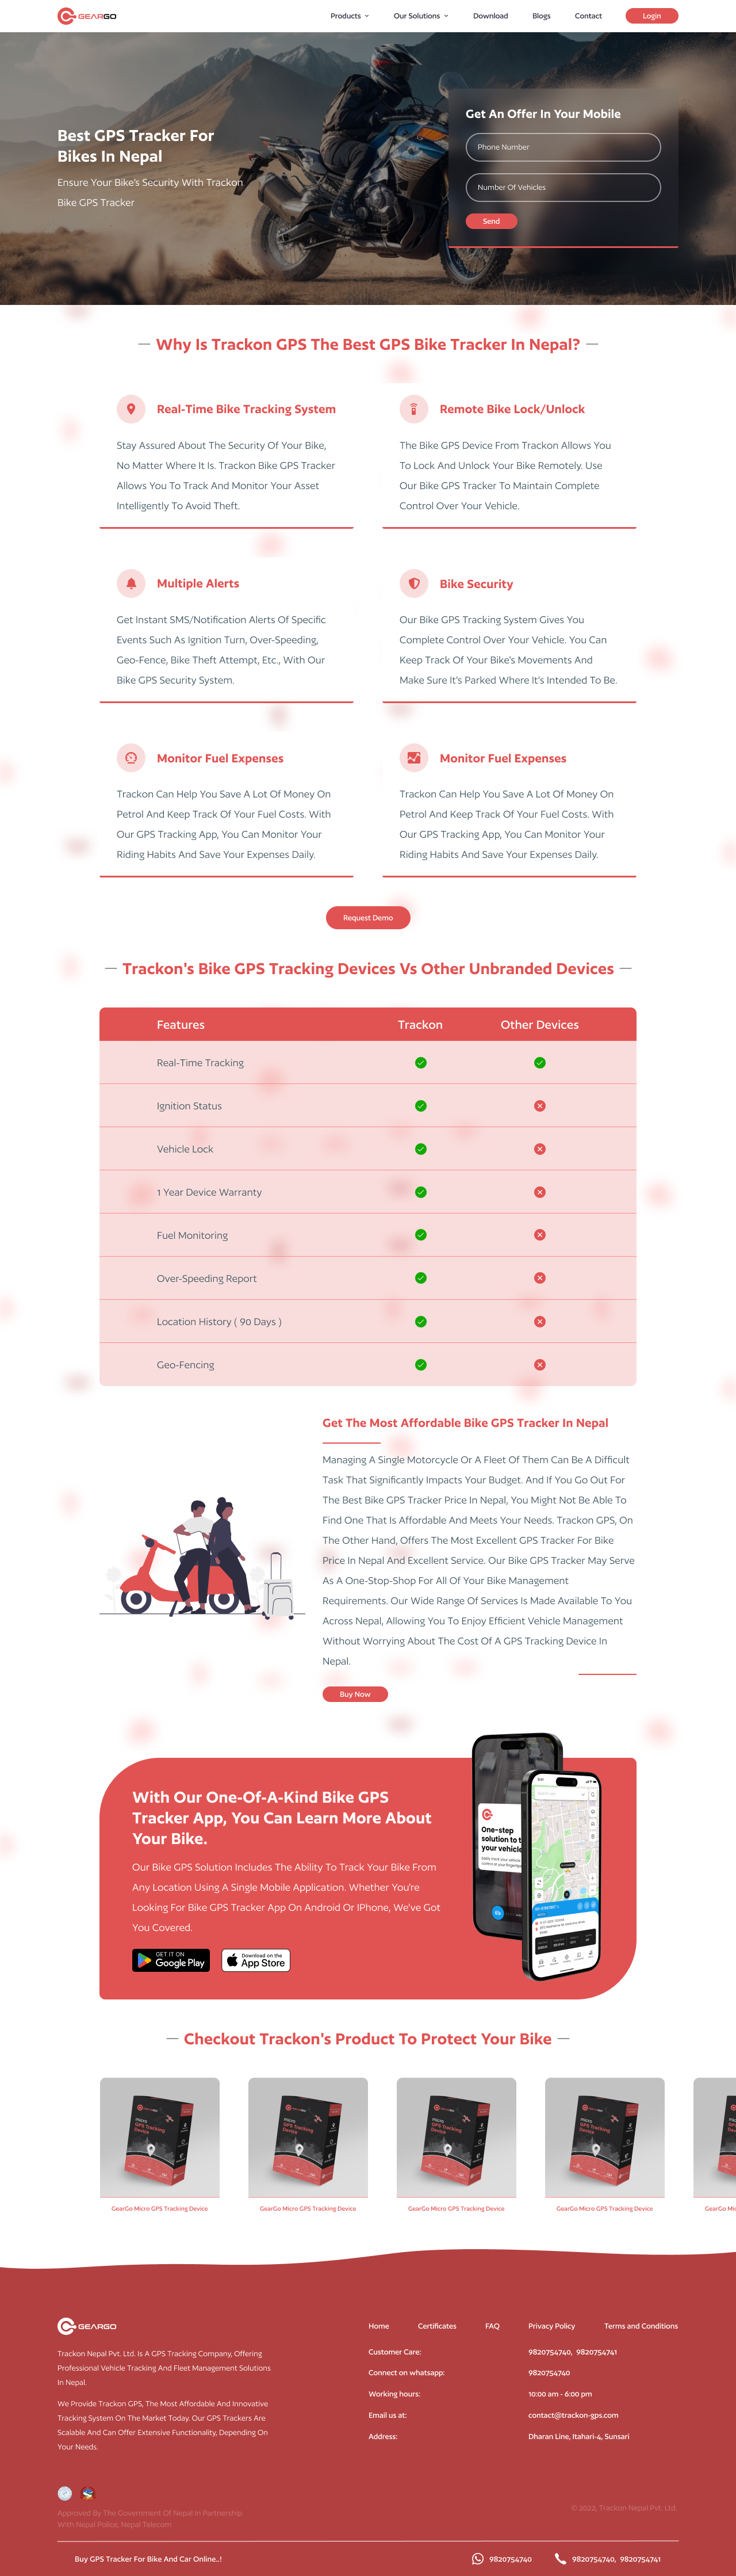 GEARGO
Products
Our Solutions
Download
Blogs
Contact
Login
Best GPS Tracker For
Bikes In Nepal
Ensure Your Bike's Security With Trackon
Bike GPS Tracker
Get An Offer In Your Mobile
Phone Number
Number Of Vehicles
Send
Why Is Trackon GPS The Best GPS Bike Tracker In Nepal?
Real-Time Bike Tracking System
Stay Assured About The Security Of Your Bike,
No Matter Where It Is. Trackon Bike GPS Tracker
Allows You To Track And Monitor Your Asset
Intelligently To Avoid Theft.
Remote Bike Lock/Unlock
The Bike GPS Device From Trackon Allows You
To Lock And Unlock Your Bike Remotely. Use
Our Bike GPS Tracker To Maintain Complete
Control Over Your Vehicle.
Multiple Alerts
Get Instant SMS/Notification Alerts Of Specific
Events Such As Ignition Turn, Over-Speeding,
Geo-Fence, Bike Theft Attempt, Etc., With Our
Bike GPS Security System.
Bike Security
Our Bike GPS Tracking System Gives You
Complete Control Over Your Vehicle. You Can
Keep Track Of Your Bike's Movements And
Make Sure It's Parked Where It's Intended To Be.
Monitor Fuel Expenses
Trackon Can Help You Save A Lot Of Money On
Petrol And Keep Track Of Your Fuel Costs. With
Our GPS Tracking App, You Can Monitor Your
Riding Habits And Save Your Expenses Daily.
Monitor Fuel Expenses
Trackon Can Help You Save A Lot Of Money On
Petrol And Keep Track Of Your Fuel Costs. With
Our GPS Tracking App, You Can Monitor Your
Riding Habits And Save Your Expenses Daily.
Request Demo
Trackon's Bike GPS Tracking Devices Vs Other Unbranded Devices
Features Trackon Other Devices
Real-Time Tracking
Ignition Status
Vehicle Lock
1 Year Device Warranty
Fuel Monitoring
Over-Speeding Report
Location History ( 90 Days )
Geo-Fencing
Get The Most Affordable Bike GPS Tracker In Nepal
Managing A Single Motorcycle Or A Fleet Of Them Can Be A Difficult
Task That Significantly Impacts Your Budget. And If You Go Out For
The Best Bike GPS Tracker Price In Nepal, You Might Not Be Able To
Find One That Is Affordable And Meets Your Needs. Trackon GPS, On
The Other Hand, Offers The Most Excellent GPS Tracker For Bike
Price In Nepal And Excellent Service. Our Bike GPS Tracker May Serve
As A One-Stop-Shop For All Of Your Bike Management
Requirements. Our Wide Range Of Services Is Made Available To You
Across Nepal, Allowing You To Enjoy Efficient Vehicle Management
Without Worrying About The Cost Of A GPS Tracking Device In
Nepal.
Buy Now
With Our One-Of-A-Kind Bike GPS
Tracker App, You Can Learn More About
Your Bike.
Our Bike GPS Solution Includes The Ability To Track Your Bike From
Any Location Using A Single Mobile Application. Whether You're
Looking For Bike GPS Tracker App On Android Or IPhone, We've Got
You Covered.
GET IT ON
Google Play
Download on the
App Store
One-step
solution to t
your vehicle
Checkout Trackon's Product To Protect Your Bike
GEARGO
micro
GPS Tracking
Device
GEARGO
micro
GPS Tracking
Device
GEARGO
micro
GPS Tracking
Device
GEARGO
micro
GPS Tracking
Device
GearGo Micro GPS Tracking Device
GearGo Micro GPS Tracking Device
GearGo Micro GPS Tracking Device
GearGo Micro GPS Tracking Device
GearGo Mic
GEARGO
Trackon Nepal Pvt. Ltd. Is A GPS Tracking Company, Offering
Professional Vehicle Tracking And Fleet Management Solutions
In Nepal.
We Provide Trackon GPS, The Most Affordable And Innovative
Tracking System On The Market Today. Our GPS Trackers Are
Scalable And Can Offer Extensive Functionality, Depending On
Your Needs.
Home
Certificates
FAQ
Privacy Policy
Terms and Conditions
Customer Care: 9820754740, 9820754741
Connect on whatsapp: 9820754740
Working hours: 10:00 am - 6:00 pm
Email us at: contact@trackon-gps.com
Address: Dharan Line, Itahari-4, Sunsari
Approved By The Government Of Nepal In Partnership
With Nepal Police, Nepal Telecom
© 2022, Trackon Nepal Pvt. Ltd.
Buy GPS Tracker For Bike And Car Online..!
9820754740
9820754740, 9820754741